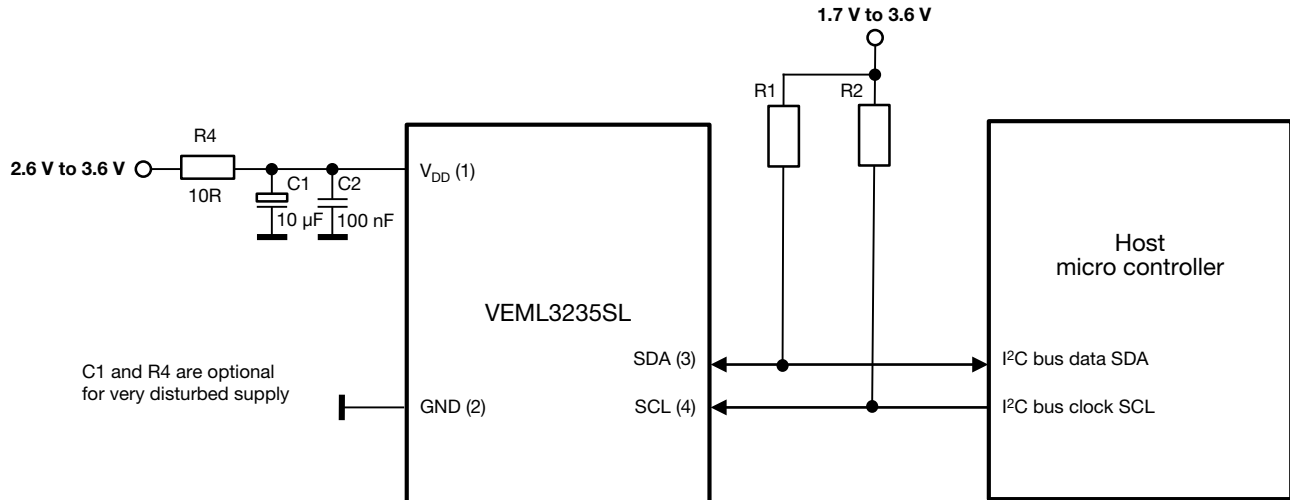 1.7 V to 3.6 V
R1
R2
R4
2.6 V to 3.6 V
10R
C1
10 µF
C2
100 nF
V_DD (1)
VEML3235SL
SDA (3)
GND (2)
SCL (4)
C1 and R4 are optional
for very disturbed supply
Host
micro controller
I²C bus data SDA
I²C bus clock SCL